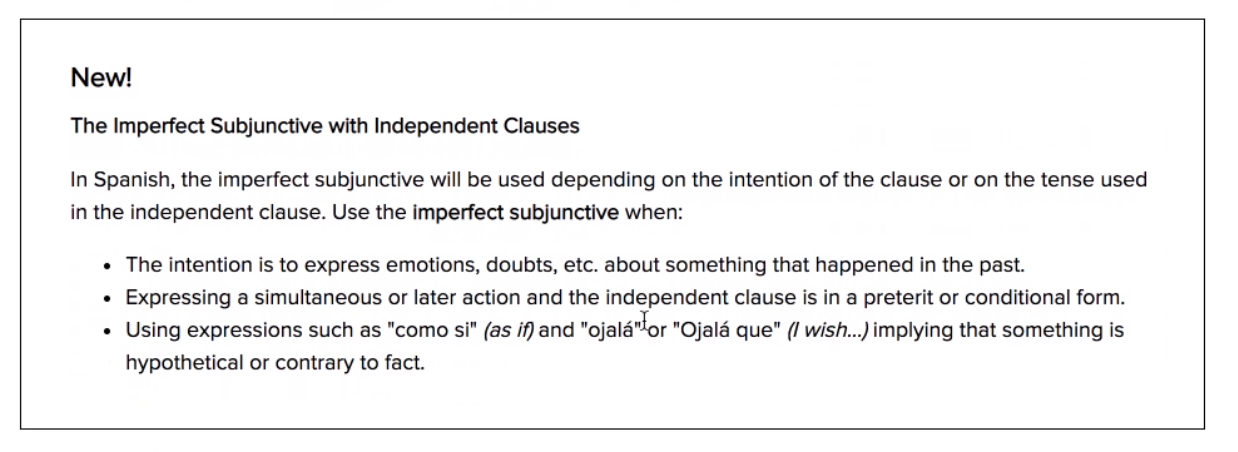 New!
The Imperfect Subjunctive with Independent Clauses
In Spanish, the imperfect subjunctive will be used depending on the intention of the clause or on the tense used
in the independent clause. Use the imperfect subjunctive when:
• The intention is to express emotions, doubts, etc. about something that happened in the past.
• Expressing a simultaneous or later action and the independent clause is in a preterit or conditional form.
• Using expressions such as "como si" (as if) and "ojalá" or "Ojalá que" (I wish...) implying that something is
hypothetical or contrary to fact.